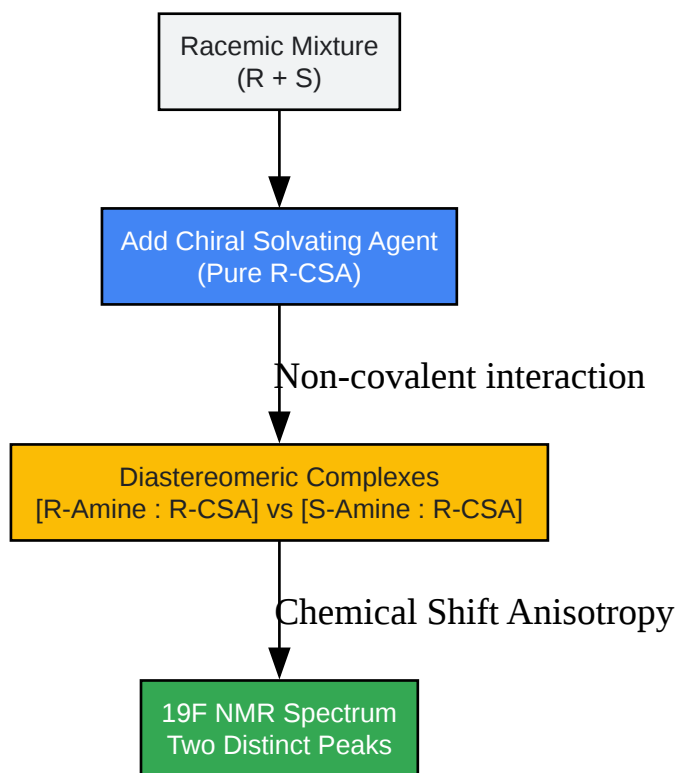 Racemic Mixture
(R + S)
Add Chiral Solvating Agent
(Pure R-CSA)
Non-covalent interaction
Diastereomeric Complexes
[R-Amine : R-CSA] vs [S-Amine : R-CSA]
Chemical Shift Anisotropy
19F NMR Spectrum
Two Distinct Peaks